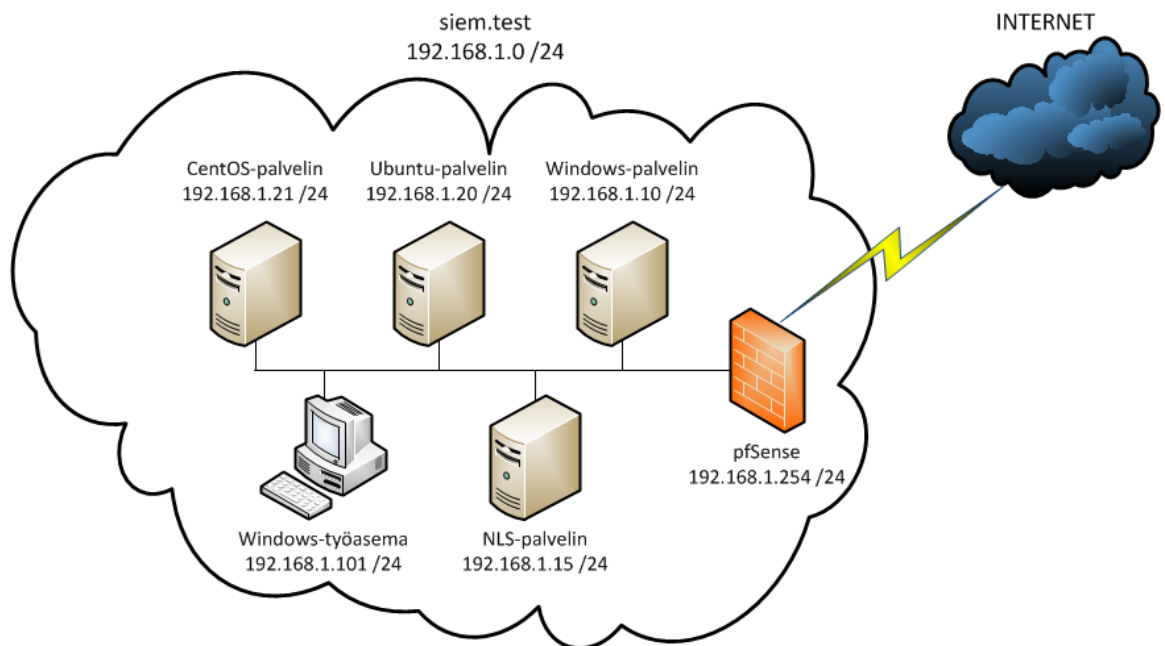 siem.test
192.168.1.0 /24
INTERNET
CentOS-palvelin
192.168.1.21 /24
Ubuntu-palvelin
192.168.1.20 /24
Windows-palvelin
192.168.1.10 /24
pfSense
192.168.1.254 /24
Windows-työasema
192.168.1.101 /24
NLS-palvelin
192.168.1.15 /24